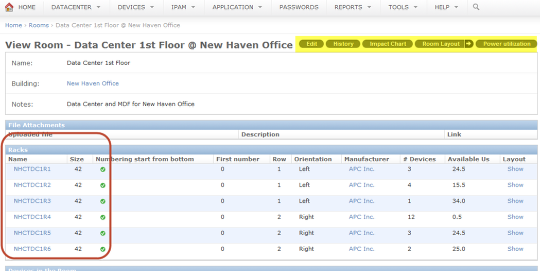 HOME DATACENTER DEVICES IPAM APPLICATION PASSWORDS REPORTS TOOLS HELP
Home › Rooms › Data Center 1st Floor @ New Haven Office
View Room - Data Center 1st Floor @ New Haven Office Edit History Impact Chart Room Layout Power utilization
Name: Data Center 1st Floor
Building: New Haven Office
Notes: Data Center and MDF for New Haven Office
File Attachments
Uploaded file Description Link
Racks
Name Size Numbering start from bottom First number Row Orientation Manufacturer # Devices Available Us Layout
NHCTDC1R1 42 0 1 Left APC Inc. 3 24.5 Show
NHCTDC1R2 42 0 1 Left APC Inc. 4 15.5 Show
NHCTDC1R3 42 0 1 Left APC Inc. 1 34.0 Show
NHCTDC1R4 42 0 2 Right APC Inc. 12 0.5 Show
NHCTDC1R5 42 0 2 Right APC Inc. 3 24.5 Show
NHCTDC1R6 42 0 2 Right APC Inc. 2 25.0 Show
Devices in the Room